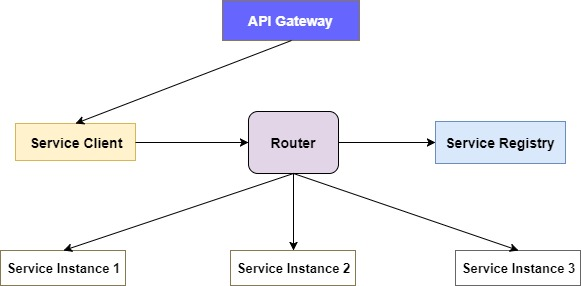 API Gateway
Service Client
Router
Service Registry
Service Instance 1
Service Instance 2
Service Instance 3